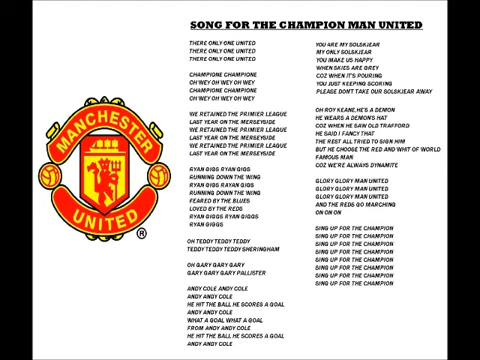 SONG FOR THE CHAMPION MAN UNITED
THERE ONLY ONE UNITED
THERE ONLY ONE UNITED
THERE ONLY ONE UNITED
CHAMPIONE CHAMPIONE
OH WEY OH WEY OH WEY
CHAMPIONE CHAMPIONE
OH WEY OH WEY OH WEY
WE RETAINED THE PRIMIER LEAGUE
LAST YEAR ON THE MERSEYSIDE
WE RETAINED THE PRIMIER LEAGUE
LAST YEAR ON THE MERSEYSIDE
WE RETAINED THE PRIMIER LEAGUE
LAST YEAR ON THE MERSEYSIDE
RYAN GIGS RYAN GIGS
RUNNING DOWN THE WING
RYAN GIGS RYAN GIGS
RUNNING DOWN THE WING
FEARED BY THE BLUES
LOVED BY THE REDS
RYAN GIGGS RYAN GIGGS
RYAN GIGGS
OH TEDDY TEDDY TEDDY
TEDDY TEDDY TEDDY SHERINGHAM
OH GARY GARY GARY
GARY GARY GARY PALLISTER
ANDY COLE ANDY COLE
ANDY ANDY COLE
HE HIT THE BALL HE SCORES A GOAL
ANDY ANDY COLE
WHAT A GOAL WHAT A GOAL
FROM ANDY ANDY COLE
HE HIT THE BALL HE SCORES A GOAL
ANDY ANDY COLE
YOU ARE MY SOLSKJEAR
MY ONLY SOLSKJEAR
YOU MAKE US HAPPY
WHEN SKIES ARE GREY
COZ WHEN IT'S POURING
YOU JUST KEEPING SCORING
PLEASE DON'T TAKE OUR SOLSKJEAR AWAY
OH ROY KEANE,HE'S A DEMON
HE WEARS A DEMON'S HAT
COZ WHEN HE SAW OLD TRAFFORD
HE SAID I FANCY THAT
THE REST ALL TRIED TO SIGN HIM
BUT HE CHOOSE THE RED AND WHIT OF WORLD
FAMOUS MAN
COZ WE'RE ALWAYS DYNAMITE
GLORY GLORY MAN UNITED
GLORY GLORY MAN UNITED
GLORY GLORY MAN UNITED
AND THE REDS GO MARCHING
ON ON ON
SING UP FOR THE CHAMPION
SING UP FOR THE CHAMPION
SING UP FOR THE CHAMPION
SING UP FOR THE CHAMPION
SING UP FOR THE CHAMPION
SING UP FOR THE CHAMPION
SING UP FOR THE CHAMPION
SING UP FOR THE CHAMPION
MANCHESTER
UNITED
®